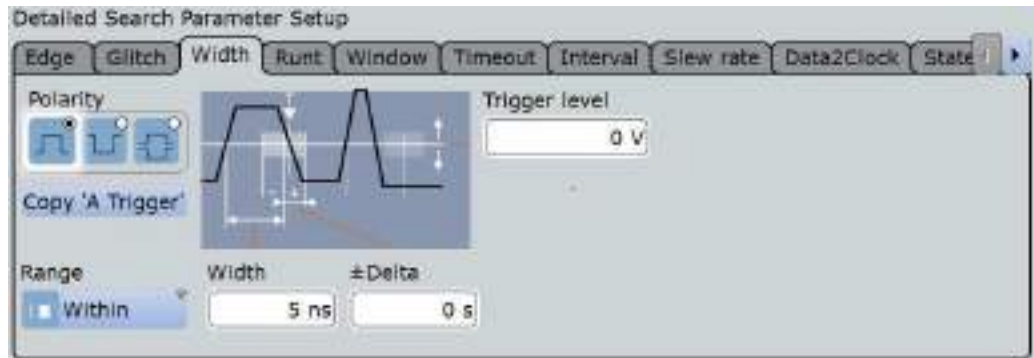 Detailed Search Parameter Setup
Edge Glitch Width Runt Window Timeout Interval Slew rate Data2Clock State
Polarity
Trigger level
0 V
Copy 'A Trigger'
Range Width ±Delta
Within 5 ns 0 s